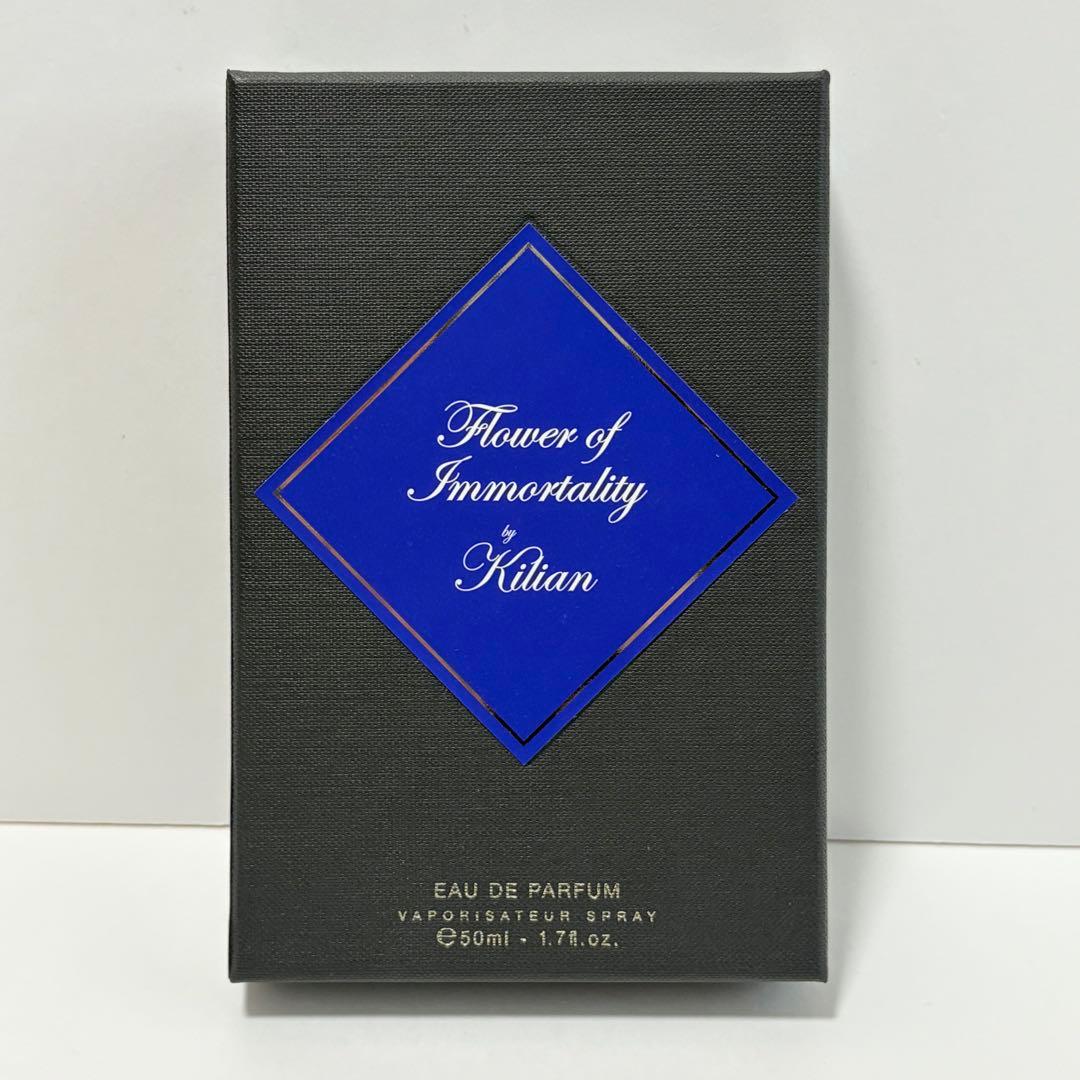 Flower of
Immortality
by
Kilian
EAU DE PARFUM
VAPORISATEUR SPRAY
℮50ml - 1.7fl.oz.